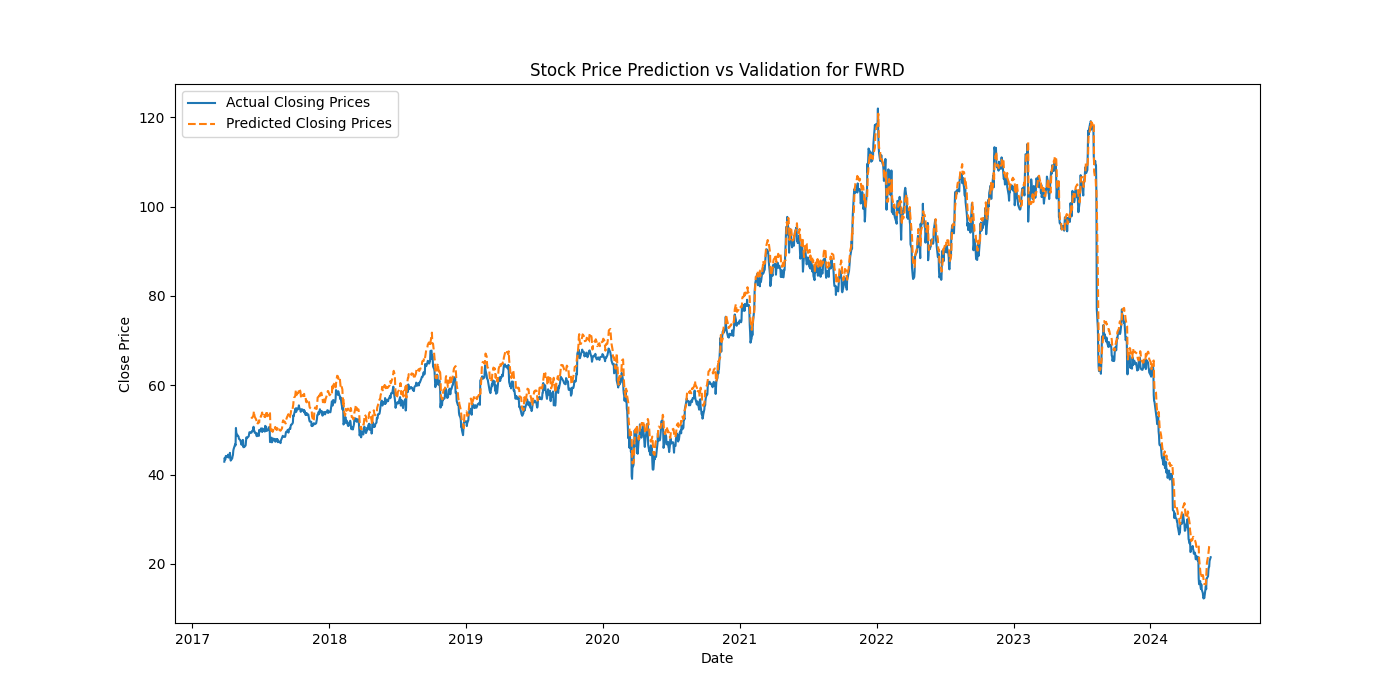 Stock Price Prediction vs Validation for FWRD
Actual Closing Prices
Predicted Closing Prices
120
100
80
60
40
20
Close Price
2017 2018 2019 2020 2021 2022 2023 2024
Date